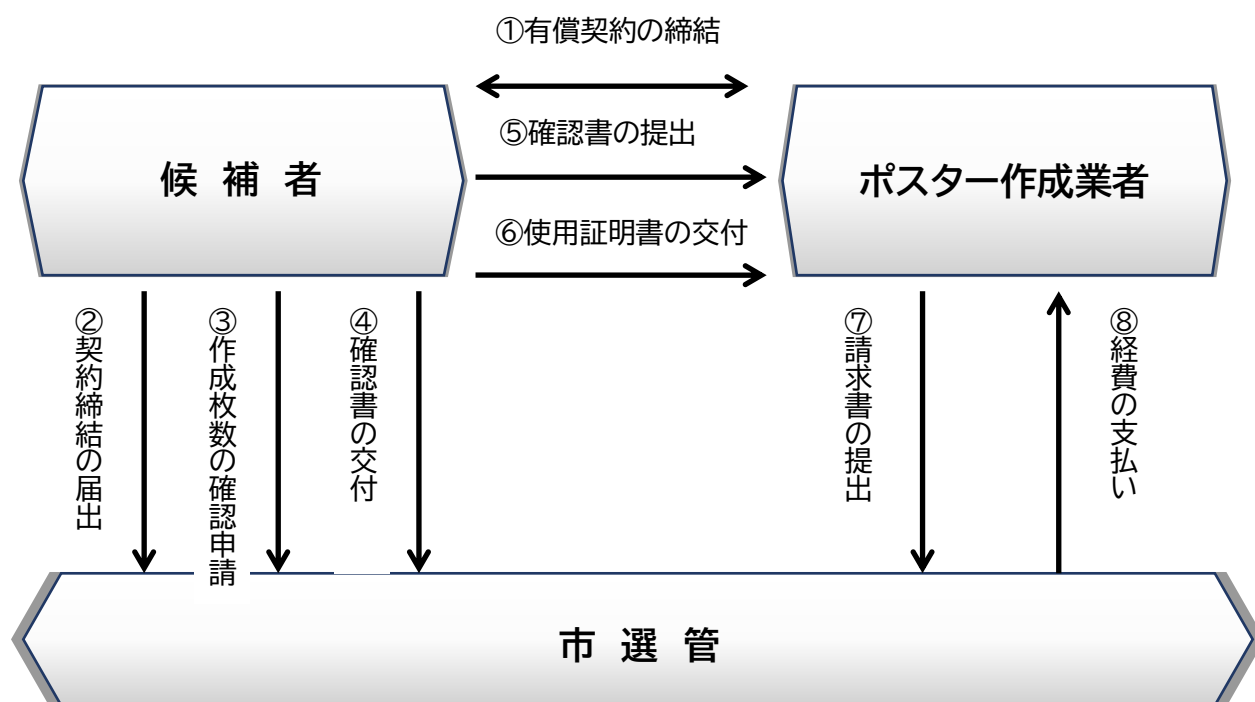 ①有償契約の締結
候補者
⑤確認書の提出
ポスター作成業者
⑥使用証明書の交付
②契約締結の届出
③作成枚数の確認申請
④確認書の交付
⑦請求書の提出
⑧経費の支払い
市選管